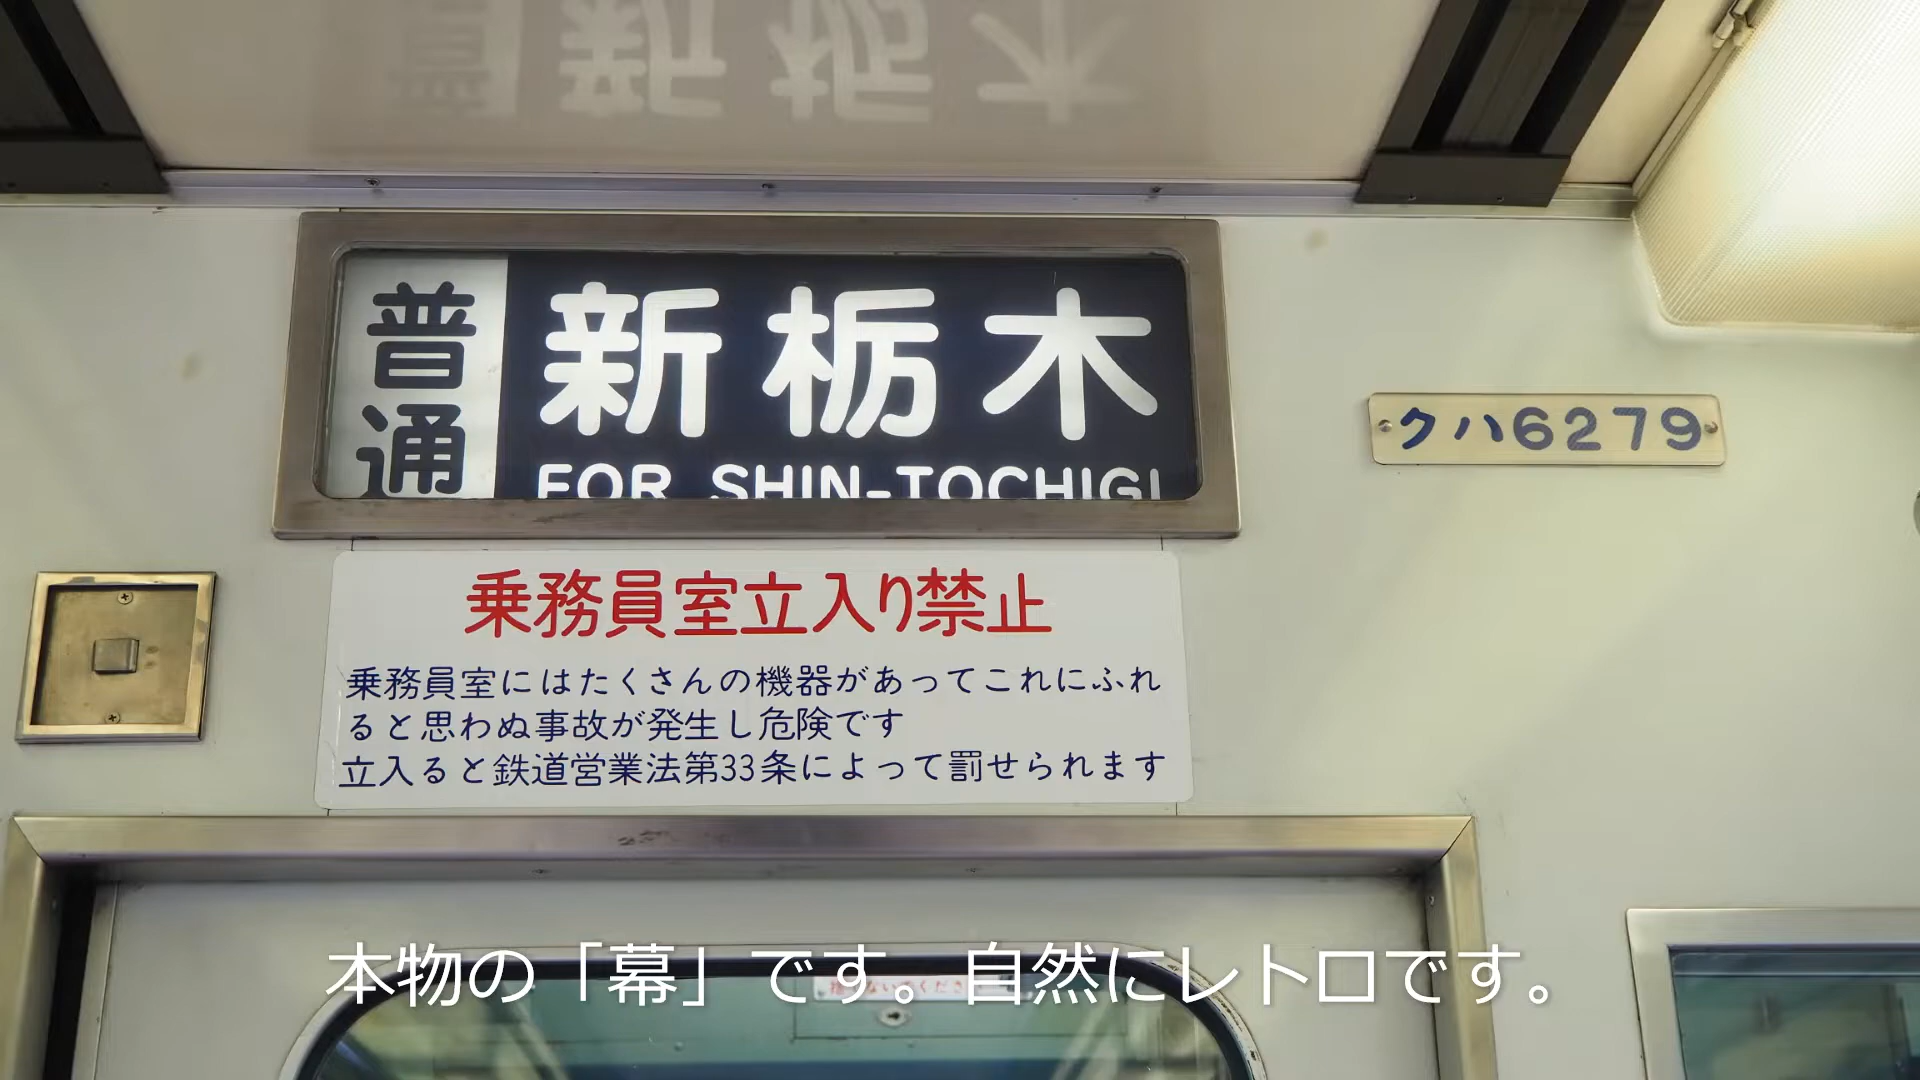 普通
新栃木
FOR SHIN-TOCHIGI
クハ6279
乗務員室立入り禁止
乗務員室にはたくさんの機器があってこれにふれ
ると思わぬ事故が発生し危険です
立入ると鉄道営業法第33条によって罰せられます
本物の「幕」です。自然にレトロです。